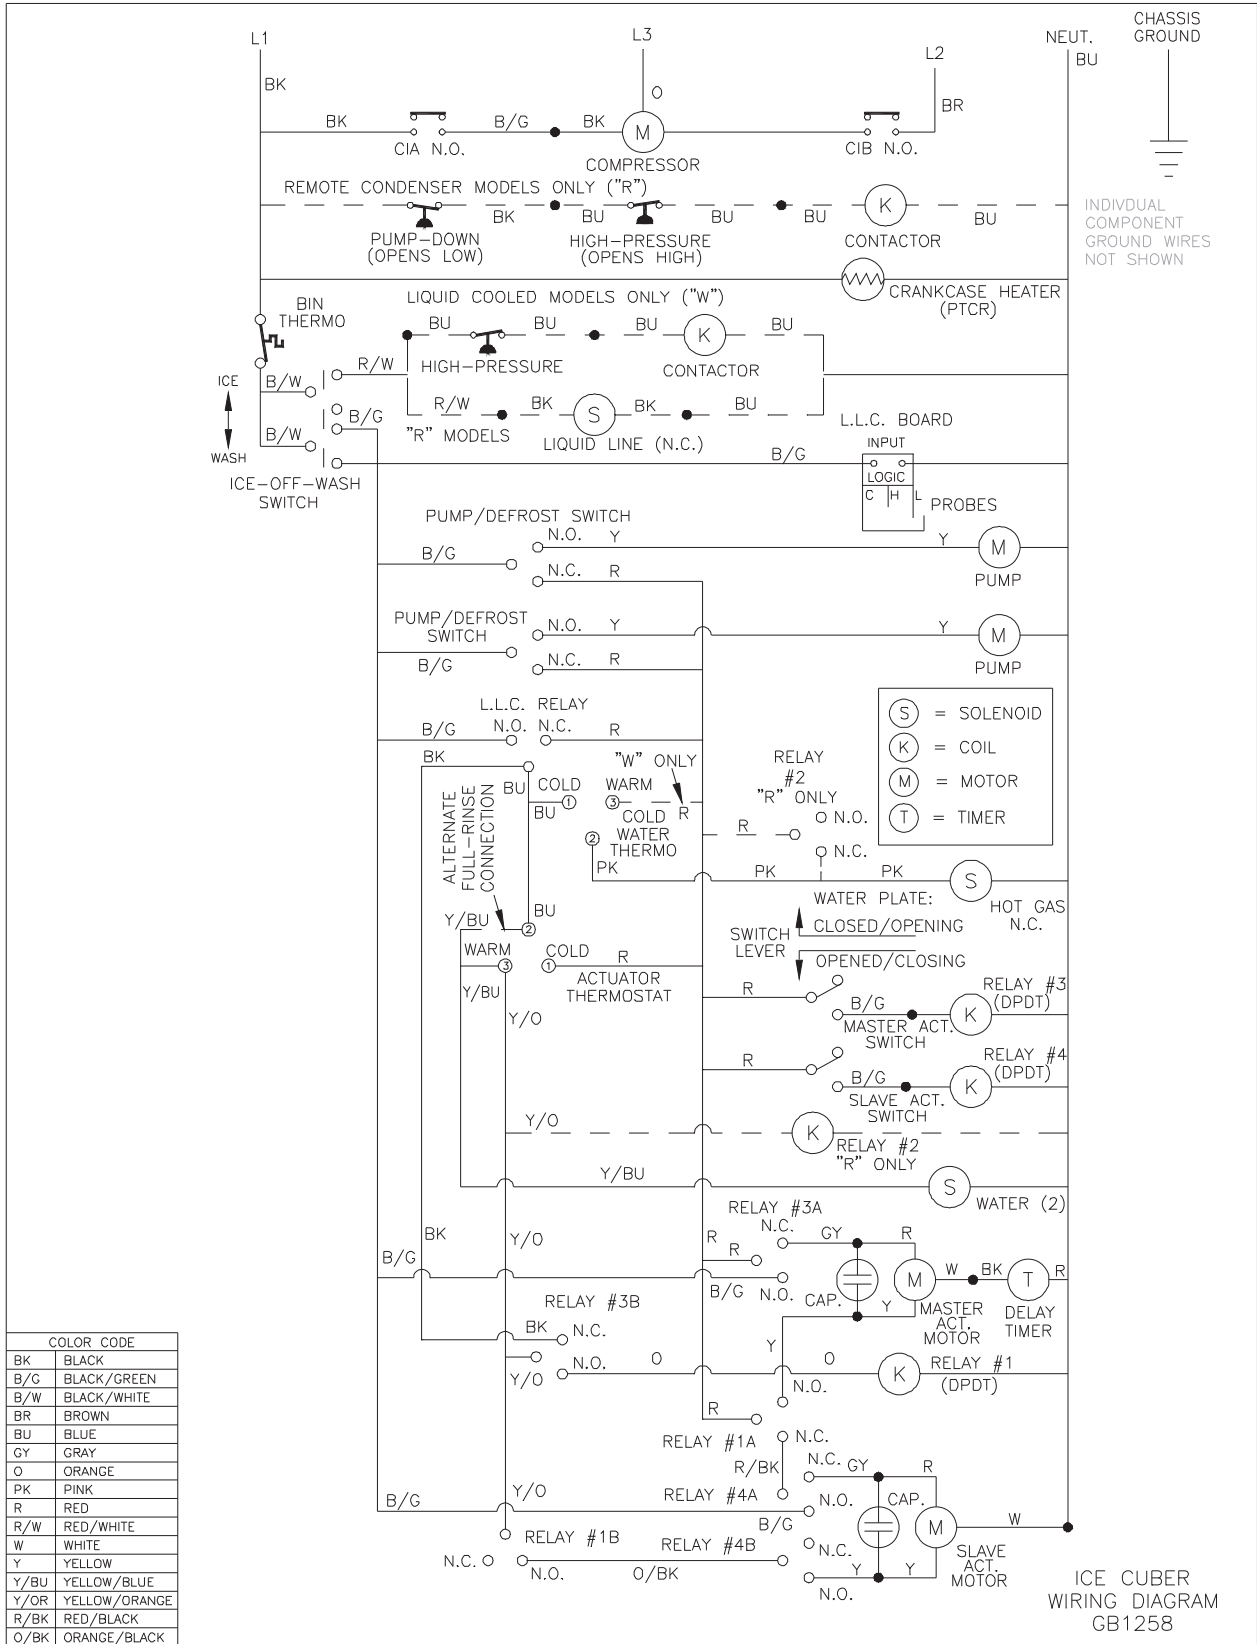 CHASSIS
GROUND
L1
L3
NEUT.
L2
BU
BK
O
BR
BK
B/G
BK
M
CIA N.O.
COMPRESSOR
CIB N.O.
REMOTE CONDENSER MODELS ONLY ("R")
BK
BU
BU
BU
K
BU
PUMP-DOWN
(OPENS LOW)
HIGH-PRESSURE
(OPENS HIGH)
CONTACTOR
INDIVDUAL
COMPONENT
GROUND WIRES
NOT SHOWN
CRANKCASE HEATER
(PTCR)
BIN
THERMO
LIQUID COOLED MODELS ONLY ("W")
BU
BU
BU
K
BU
HIGH-PRESSURE
CONTACTOR
R/W
ICE
B/W
B/G
R/W
BK
S
BK
BU
"R" MODELS
LIQUID LINE (N.C.)
B/W
WASH
L.L.C. BOARD
INPUT
B/G
LOGIC
C H L
PROBES
ICE-OFF-WASH
SWITCH
PUMP/DEFROST SWITCH
N.O. Y
Y
M
B/G
PUMP
N.C. R
PUMP/DEFROST
SWITCH
N.O. Y
Y
M
B/G
PUMP
N.C. R
S = SOLENOID
K = COIL
M = MOTOR
T = TIMER
L.L.C. RELAY
B/G
N.O. N.C.
R
BK
"W" ONLY
RELAY
#2
"R" ONLY
BU
COLD
1
BU
WARM
3
R
COLD
WATER
THERMO
2
PK
R
N.O.
N.C.
PK
PK
S
HOT GAS
N.C.
ALTERNATE
FULL-RINSE
CONNECTION
BU
Y/BU
2
WATER PLATE:
SWITCH
LEVER
CLOSED/OPENING
OPENED/CLOSING
WARM
3
COLD
1
R
ACTUATOR
THERMOSTAT
Y/BU
Y/O
R
B/G
K
RELAY #3
(DPDT)
MASTER ACT.
SWITCH
R
B/G
K
RELAY #4
(DPDT)
SLAVE ACT.
SWITCH
Y/O
K
RELAY #2
"R" ONLY
Y/BU
S
WATER (2)
RELAY #3A
N.C.
GY
R
BK
Y/O
R
R
B/G
B/G
N.O.
CAP.
Y
M
W
BK
T
R
MASTER
ACT.
MOTOR
DELAY
TIMER
RELAY #3B
BK
N.C.
Y/O
N.O.
O
Y
O
K
RELAY #1
(DPDT)
N.O.
R
RELAY #1A
N.C.
R/BK
N.C.
GY
R
RELAY #4A
N.O.
CAP.
Y/O
B/G
B/G
M
W
RELAY #1B
RELAY #4B
N.C.
N.C.
N.O.
O/BK
N.O.
Y
Y
SLAVE
ACT.
MOTOR
COLOR CODE
BK BLACK
B/G BLACK/GREEN
B/W BLACK/WHITE
BR BROWN
BU BLUE
GY GRAY
O ORANGE
PK PINK
R RED
R/W RED/WHITE
W WHITE
Y YELLOW
Y/BU YELLOW/BLUE
Y/OR YELLOW/ORANGE
R/BK RED/BLACK
O/BK ORANGE/BLACK
ICE CUBER
WIRING DIAGRAM
GB1258